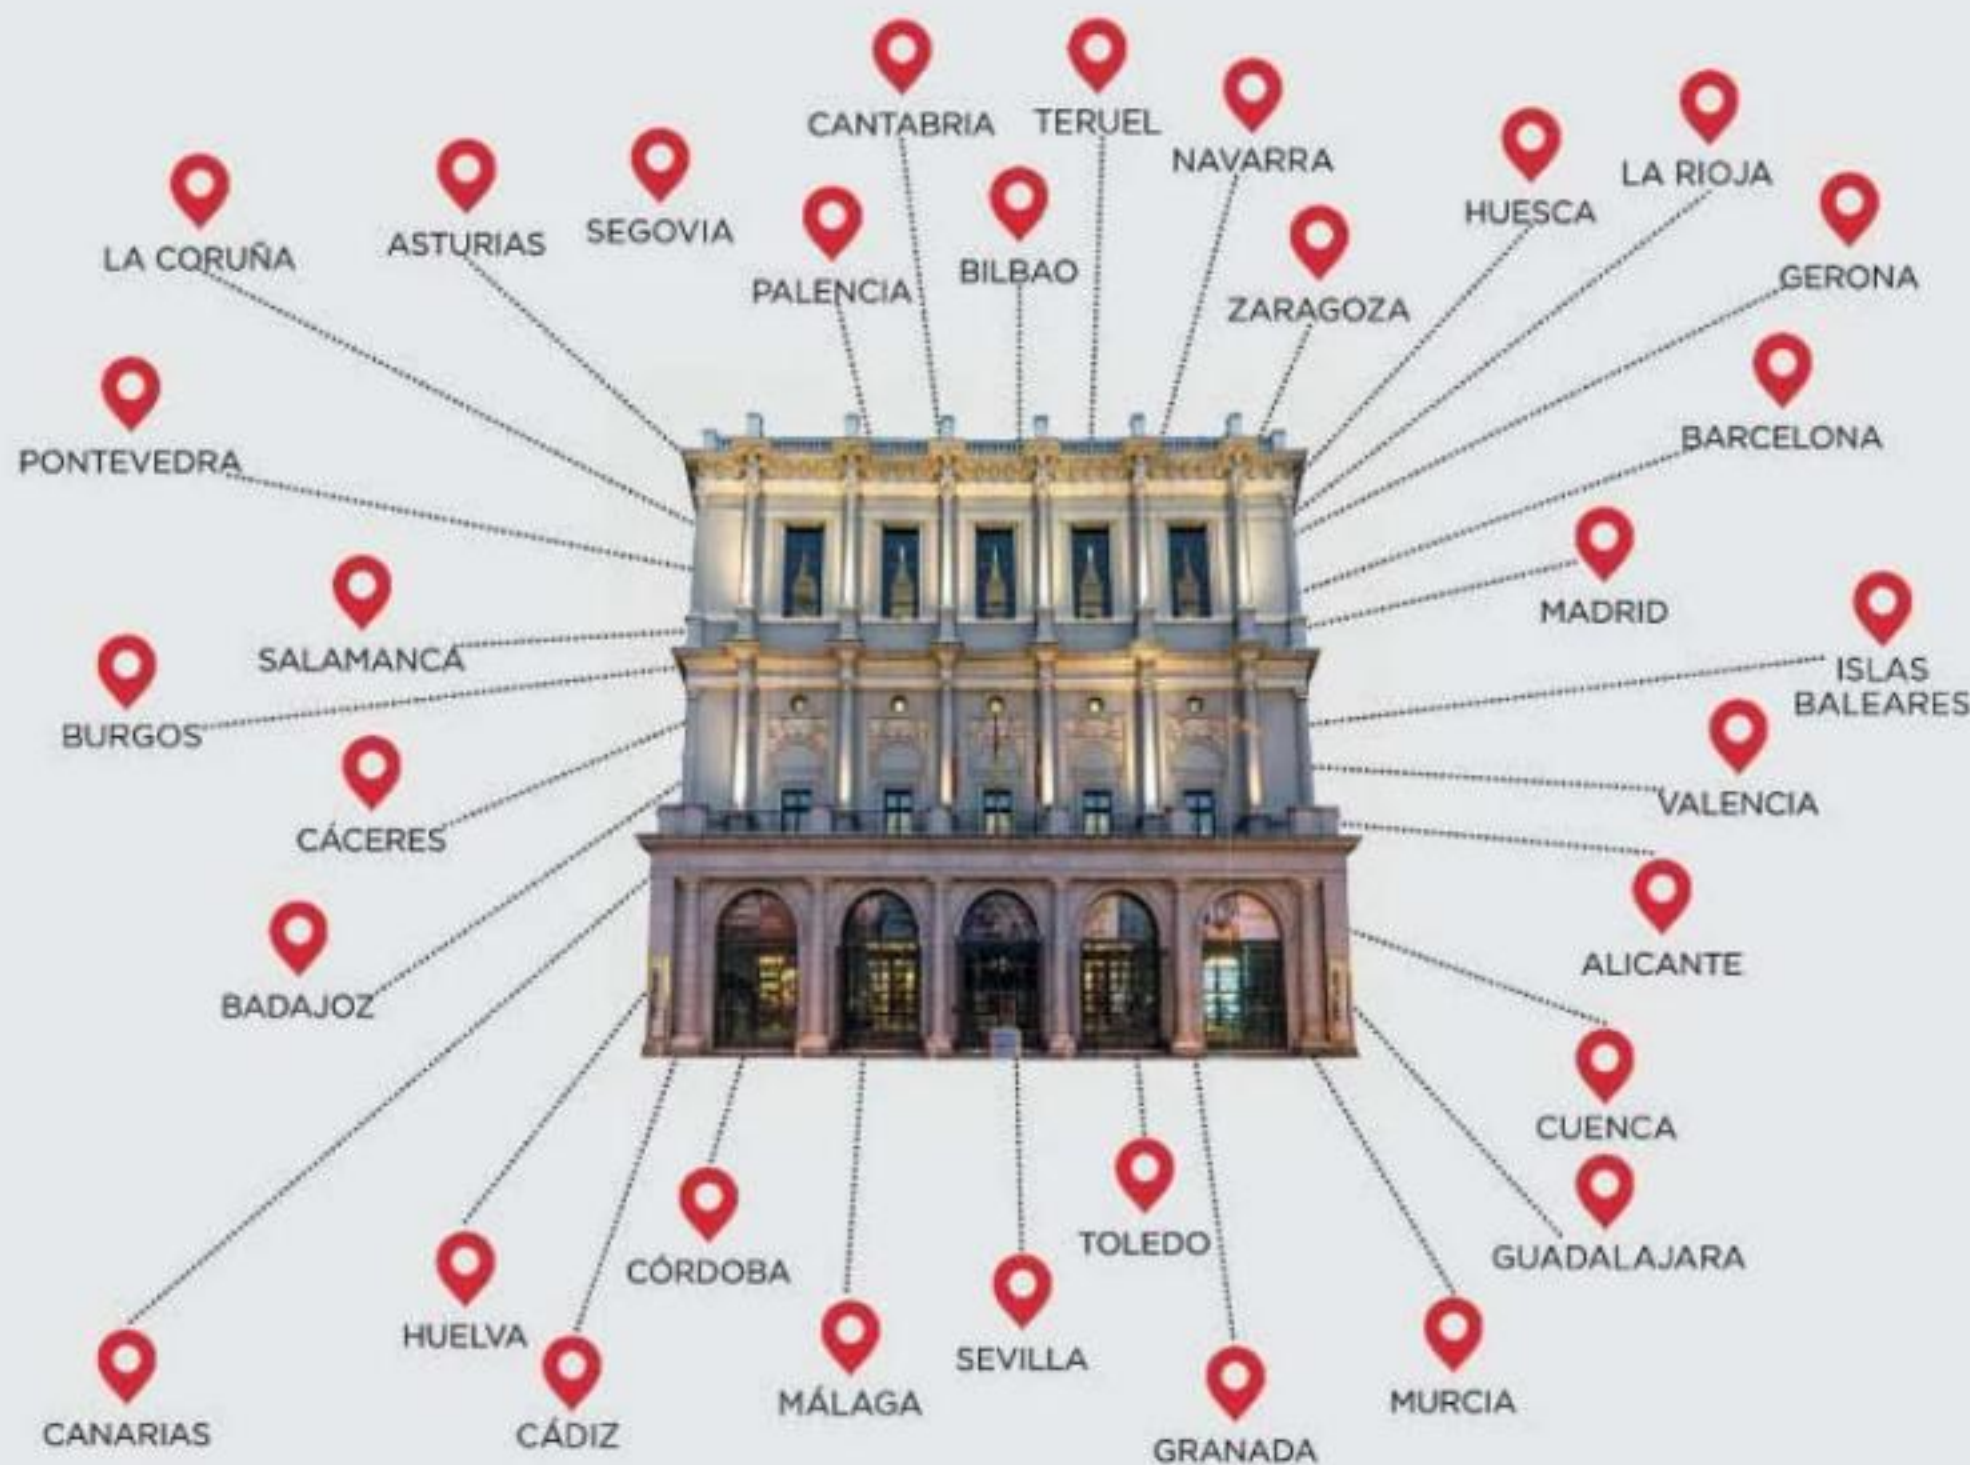 CANTABRIA
TERUEL
NAVARRA
LA RIOJA
HUESCA
SEGOVIA
ASTURIAS
LA CORUÑA
PALENCIA
BILBAO
ZARAGOZA
GERONA
BARCELONA
PONTEVEDRA
MADRID
SALAMANCA
ISLAS
BALEARES
BURGOS
VALENCIA
CÁCERES
ALICANTE
BADAJOZ
CUENCA
TOLEDO
GUADALAJARA
CÓRDOBA
HUELVA
SEVILLA
MÁLAGA
MURCIA
CANARIAS
CÁDIZ
GRANADA